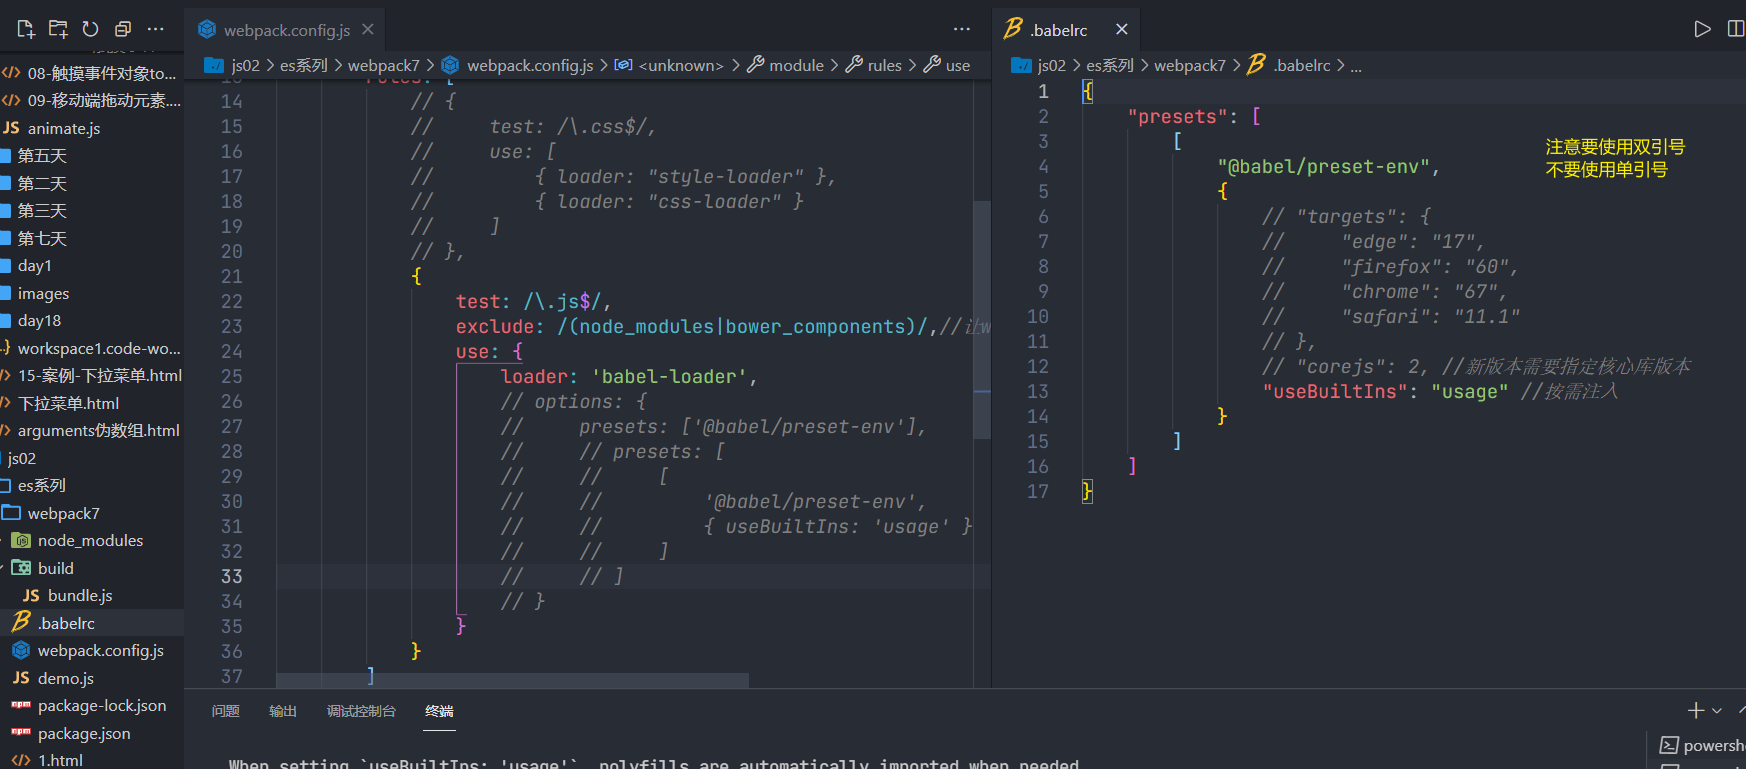 webpack.config.js
.babelrc
js02 > es系列 > webpack7 > webpack.config.js > <unknown> > module > rules > use
js02 > es系列 > webpack7 > .babelrc > ...
08-触摸事件对象to...
09-移动端拖动元素....
JS animate.js
第五天
第二天
第三天
第七天
day1
images
day18
workspace1.code-wo...
15-案例-下拉菜单.html
下拉菜单.html
arguments伪数组.html
js02
es系列
webpack7
node_modules
build
JS bundle.js
.babelrc
webpack.config.js
JS demo.js
package-lock.json
package.json
1.html
14 // {
15 //     test: /\.css$/,
16 //     use: [
17 //         { loader: "style-loader" },
18 //         { loader: "css-loader" }
19 //     ]
20 // },
21 {
22     test: /\.js$/,
23     exclude: /(node_modules|bower_components)/,//让w
24     use: {
25         loader: 'babel-loader',
26         // options: {
27         //     presets: ['@babel/preset-env'],
28         //     // presets: [
29         //     //     [
30         //     //         '@babel/preset-env',
31         //     //         { useBuiltIns: 'usage' }
32         //     //     ]
33         //     // ]
34         // }
35     }
36 }
37 ]
1 {
2     "presets": [
3         [
4             "@babel/preset-env",
5             {
6                 // "targets": {
7                 //     "edge": "17",
8                 //     "firefox": "60",
9                 //     "chrome": "67",
10                //     "safari": "11.1"
11                // },
12                // "corejs": 2, //新版本需要指定核心库版本
13                "useBuiltIns": "usage" //按需注入
14            }
15        ]
16    ]
17 }
注意要使用双引号
不要使用单引号
问题 输出 调试控制台 终端
When setting `useBuiltIns: 'usage'`, polyfills are automatically imported when needed.
powersh